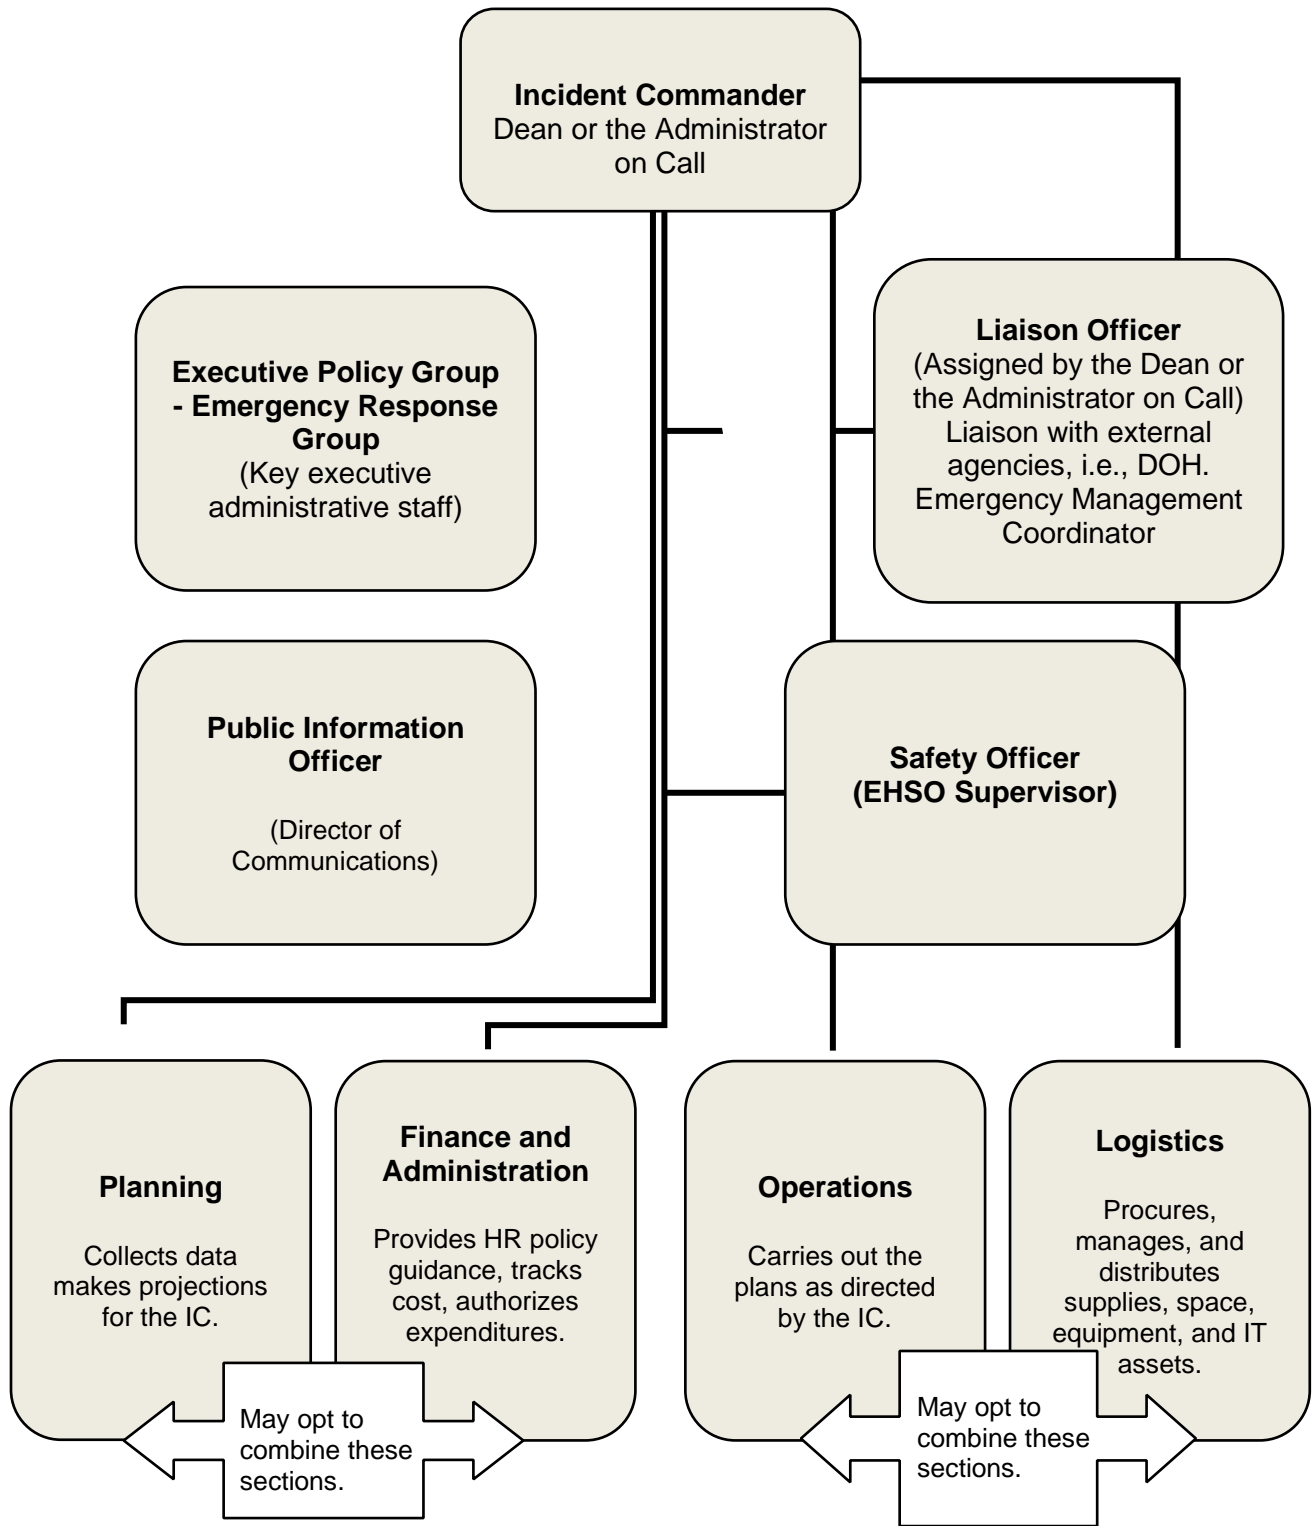 Incident Commander
Dean or the Administrator
on Call
Executive Policy Group
- Emergency Response
Group
(Key executive
administrative staff)
Liaison Officer
(Assigned by the Dean or
the Administrator on Call)
Liaison with external
agencies, i.e., DOH.
Emergency Management
Coordinator
Public Information
Officer
(Director of
Communications)
Safety Officer
(EHSO Supervisor)
Planning
Collects data
makes projections
for the IC.
Finance and
Administration
Provides HR policy
guidance, tracks
cost, authorizes
expenditures.
Operations
Carries out the
plans as directed
by the IC.
Logistics
Procures,
manages, and
distributes
supplies, space,
equipment, and IT
assets.
May opt to
combine these
sections.
May opt to
combine these
sections.